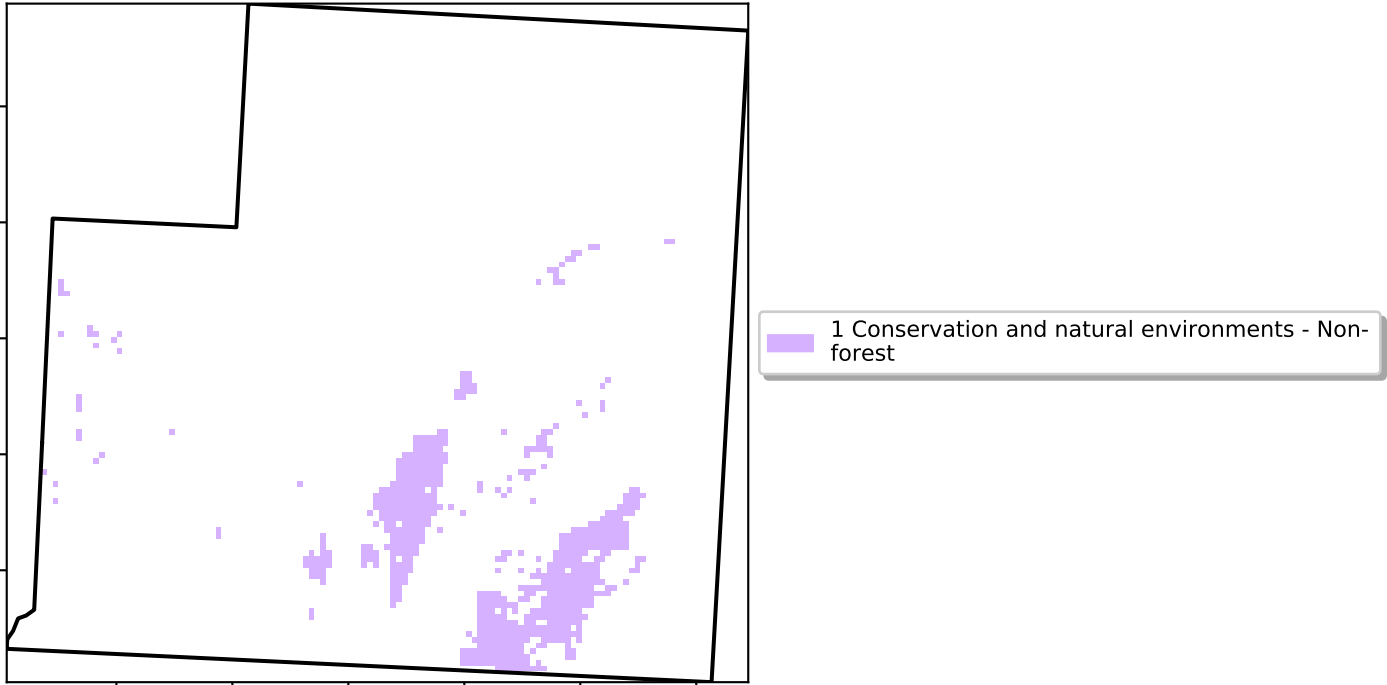 1 Conservation and natural environments - Non-
forest